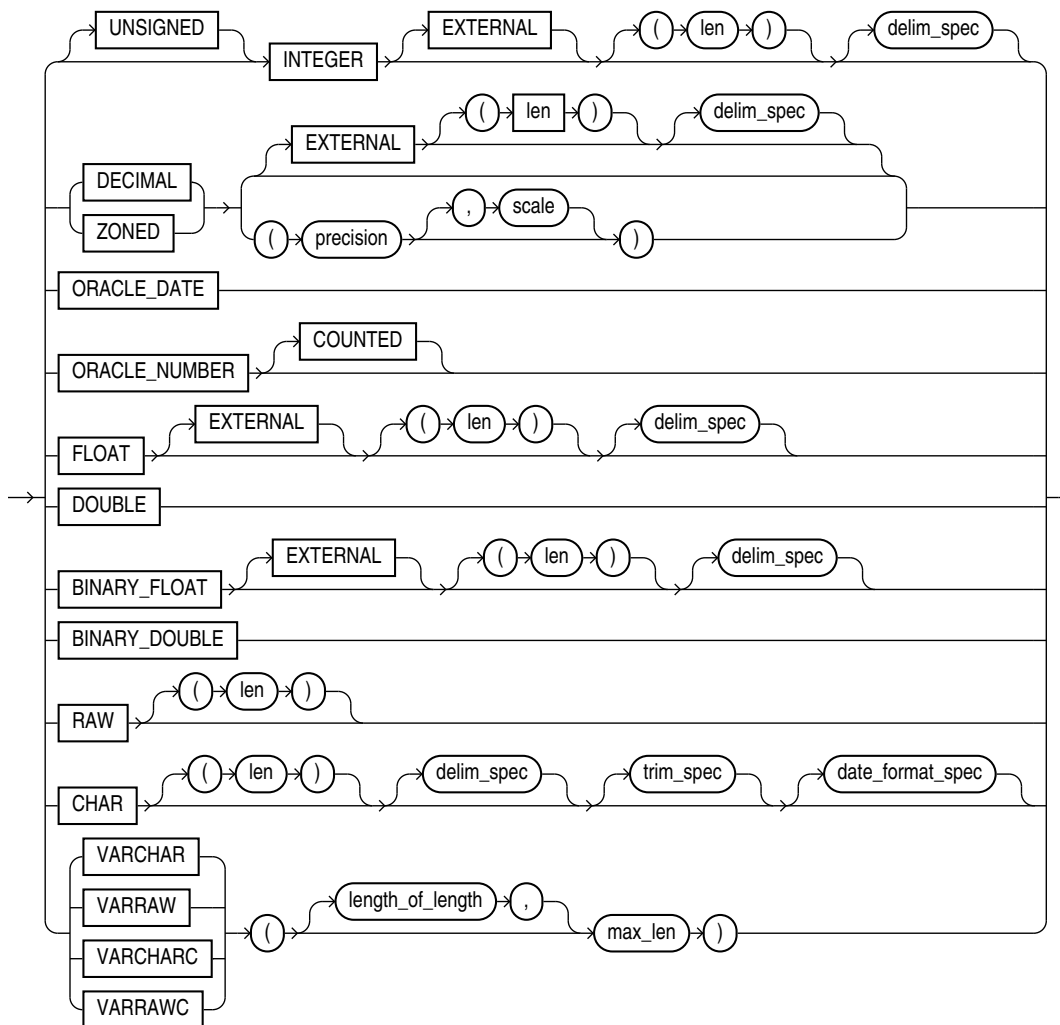 UNSIGNED EXTERNAL ( len ) delim_spec
INTEGER
( len ) delim_spec
EXTERNAL
DECIMAL
ZONED ( precision , scale )
ORACLE_DATE
COUNTED
ORACLE_NUMBER
EXTERNAL ( len ) delim_spec
FLOAT
DOUBLE
EXTERNAL ( len ) delim_spec
BINARY_FLOAT
BINARY_DOUBLE
( len )
RAW
( len ) delim_spec trim_spec date_format_spec
CHAR
VARCHAR
length_of_length ,
VARRAW
( max_len )
VARCHARC
VARRAWC